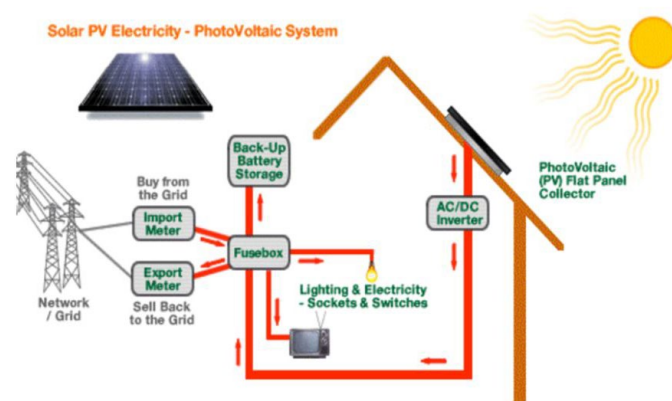 Solar PV Electricity - PhotoVoltaic System
Back-Up
Battery
Storage
Buy from
the Grid
Import
Meter
Fusebox
Export
Meter
Sell Back
to the Grid
Network
/ Grid
Lighting & Electricity
- Sockets & Switches
AC/DC
Inverter
PhotoVoltaic
(PV) Flat Panel
Collector